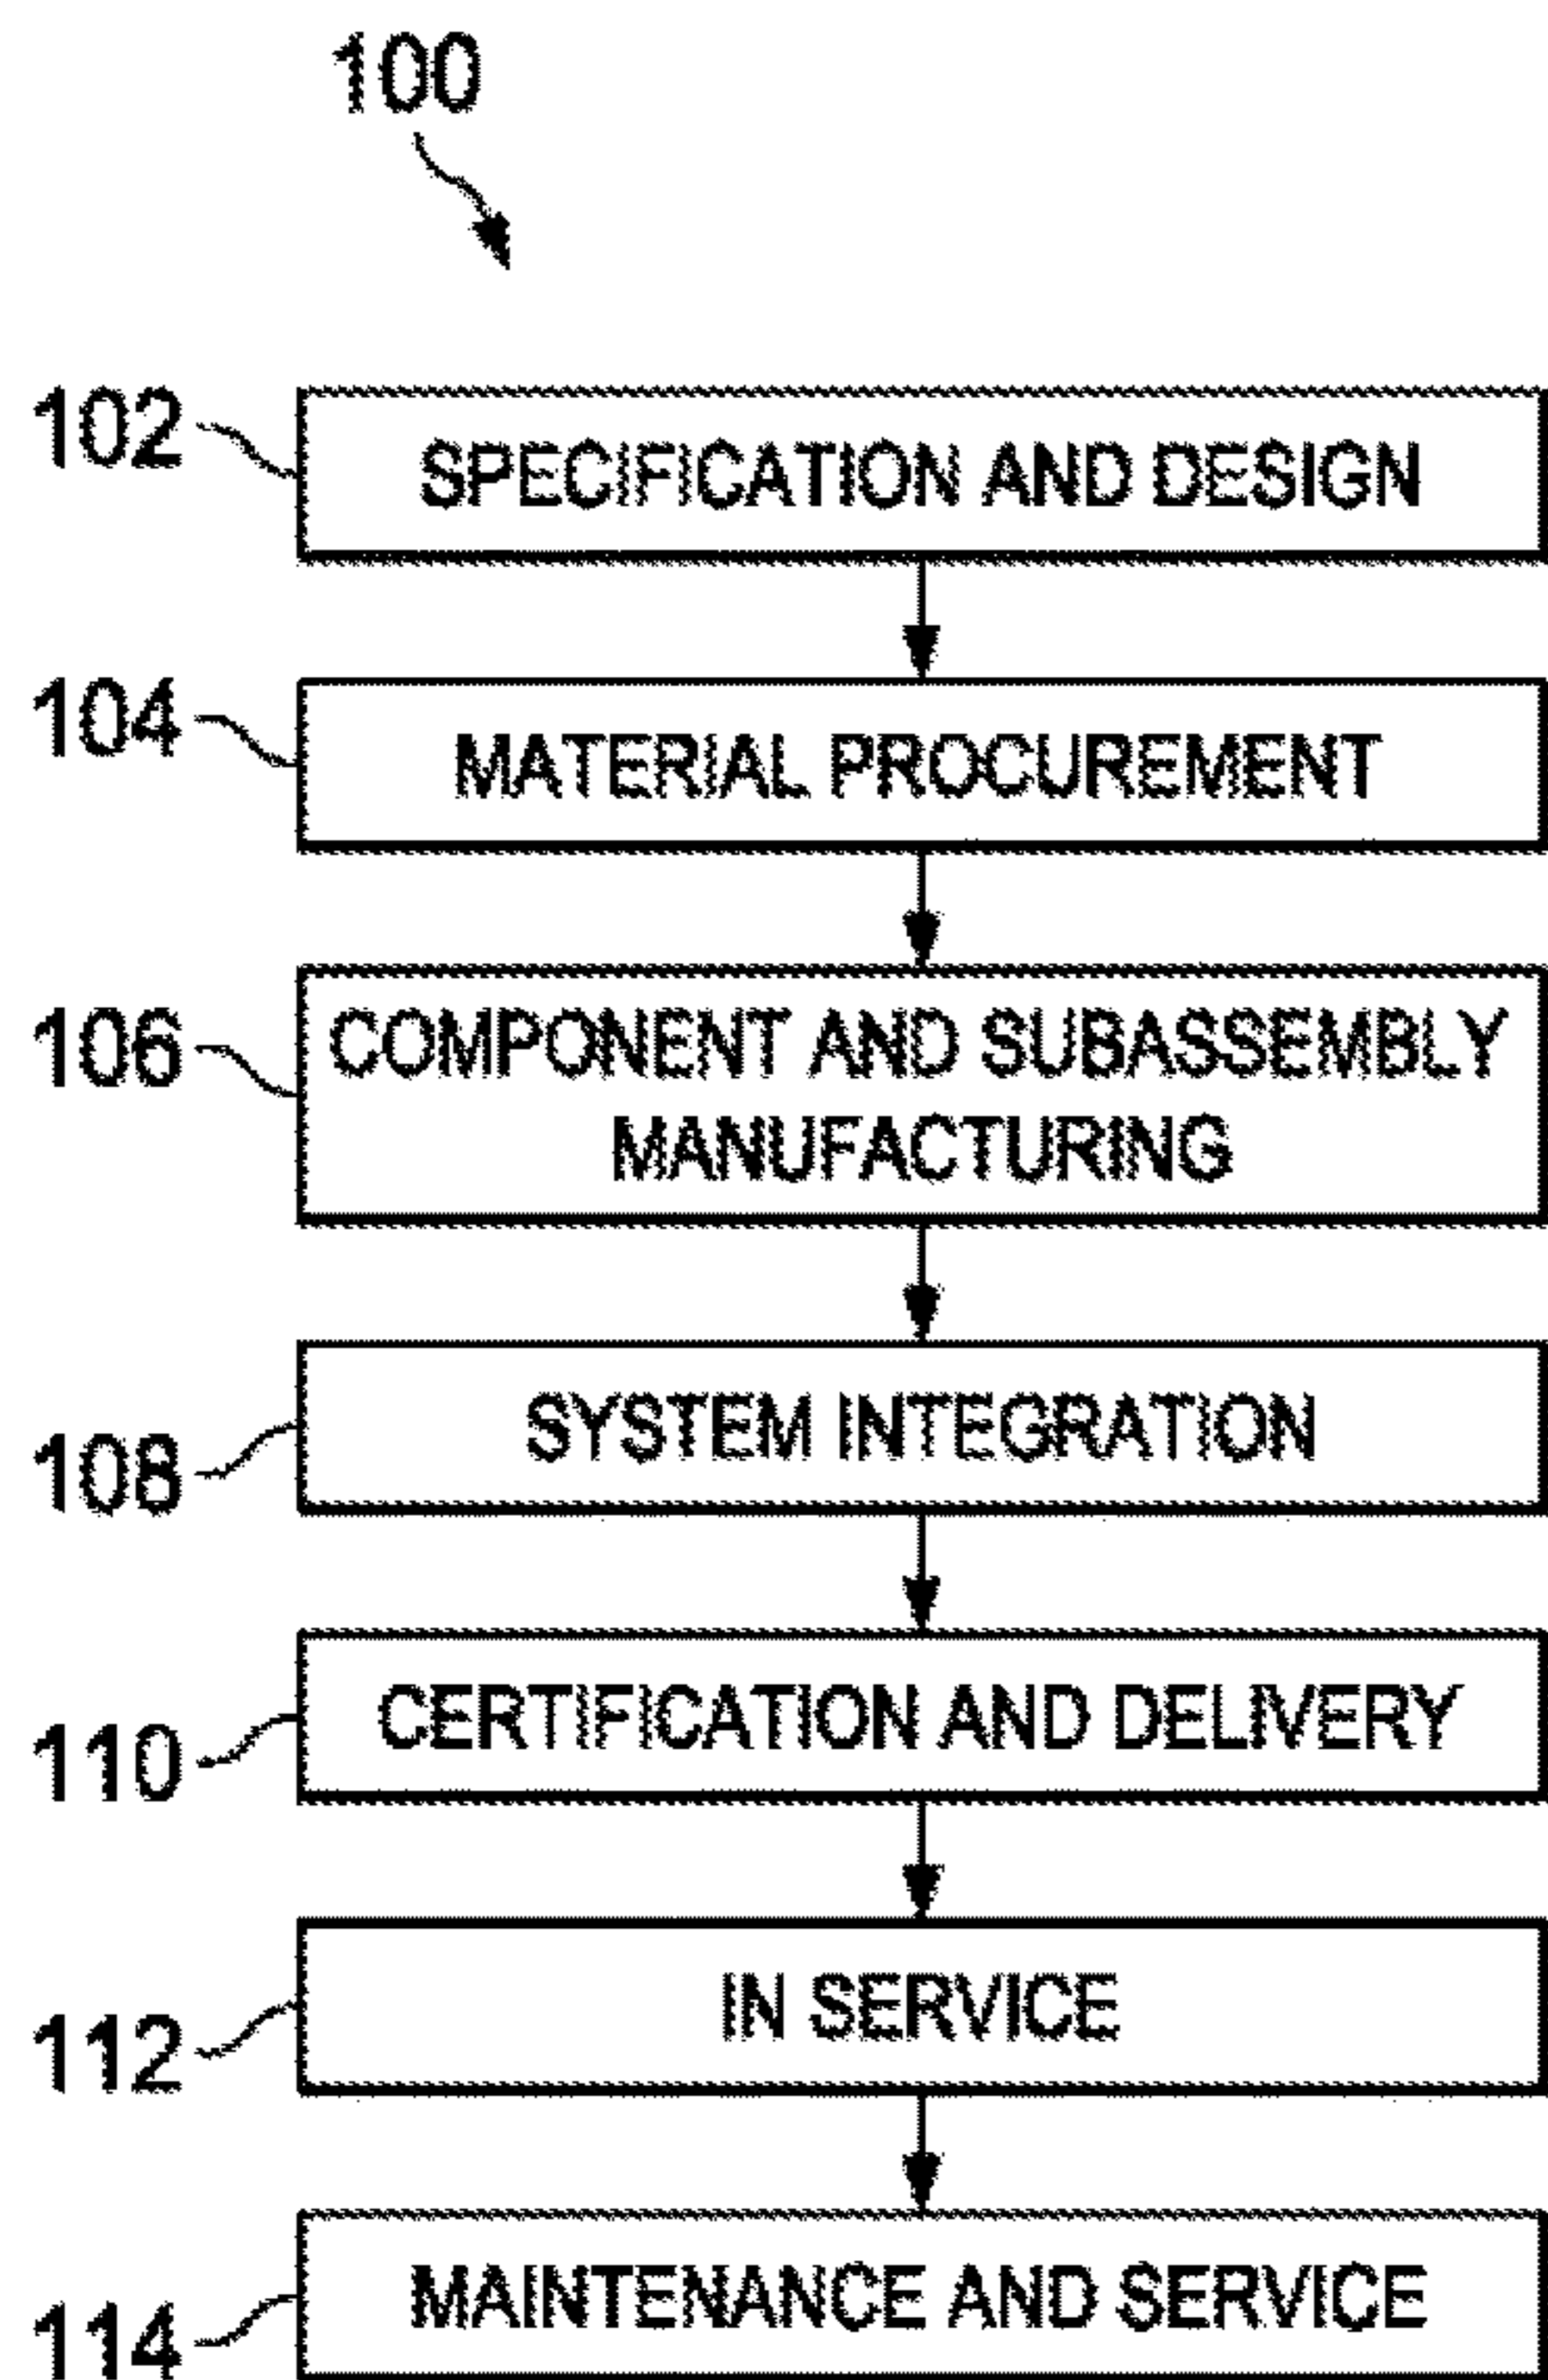 100
102
SPECIFICATION AND DESIGN
104
MATERIAL PROCUREMENT
106
COMPONENT AND SUBASSEMBLY
MANUFACTURING
108
SYSTEM INTEGRATION
110
CERTIFICATION AND DELIVERY
112
IN SERVICE
114
MAINTENANCE AND SERVICE